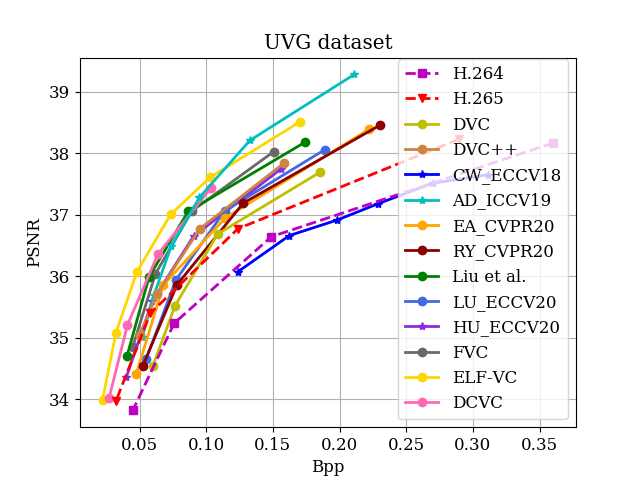 UVG dataset
PSNR
39
38
37
36
35
34
0.05 0.10 0.15 0.20 0.25 0.30 0.35
Bpp
H.264
H.265
DVC
DVC++
CW_ECCV18
AD_ICCV19
EA_CVPR20
RY_CVPR20
Liu et al.
LU_ECCV20
HU_ECCV20
FVC
ELF-VC
DCVC